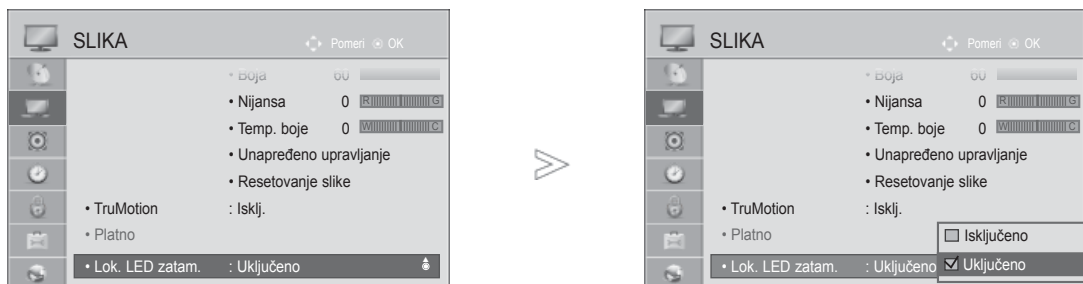 SLIKA
Pomeri OK
• Boja 60
• Nijansa 0 R G
• Temp. boje 0 W C
• Unapređeno upravljanje
• Resetovanje slike
• TruMotion : Isklj.
• Platno
• Lok. LED zatam. : Uključeno
SLIKA
Pomeri OK
• Boja 60
• Nijansa 0 R G
• Temp. boje 0 W C
• Unapređeno upravljanje
• Resetovanje slike
• TruMotion : Isklj.
• Platno
Isključeno
• Lok. LED zatam. : Uključeno Uključeno